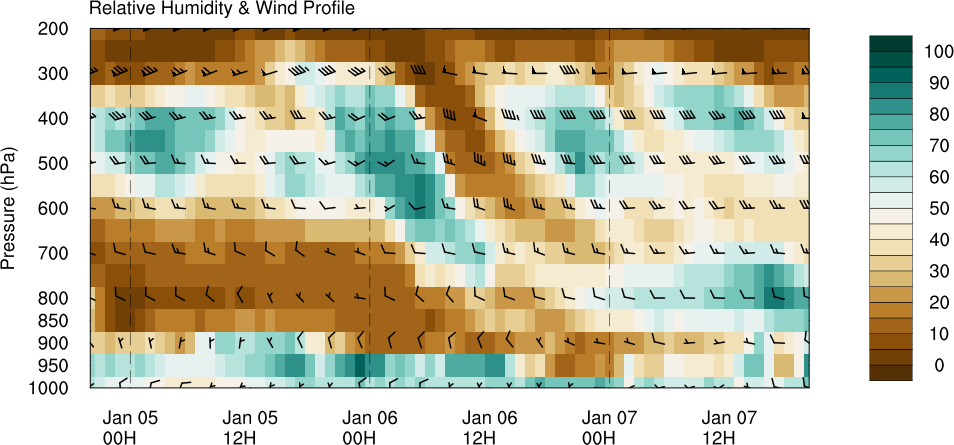 Relative Humidity & Wind Profile
200
300
400
500
600
700
800
850
900
950
1000
Pressure (hPa)
Jan 05 00H
Jan 05 12H
Jan 06 00H
Jan 06 12H
Jan 07 00H
Jan 07 12H
100
90
80
70
60
50
40
30
20
10
0